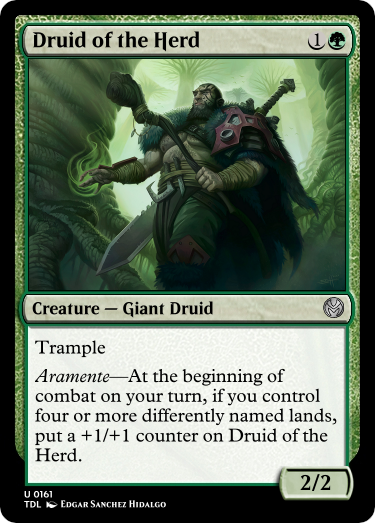 Druid of the Herd 1
Creature — Giant Druid
Trample
Aramente—At the beginning of
combat on your turn, if you control
four or more differently named lands,
put a +1/+1 counter on Druid of the
Herd.
2/2
U 0161
TDL Edgar Sanchez Hidalgo